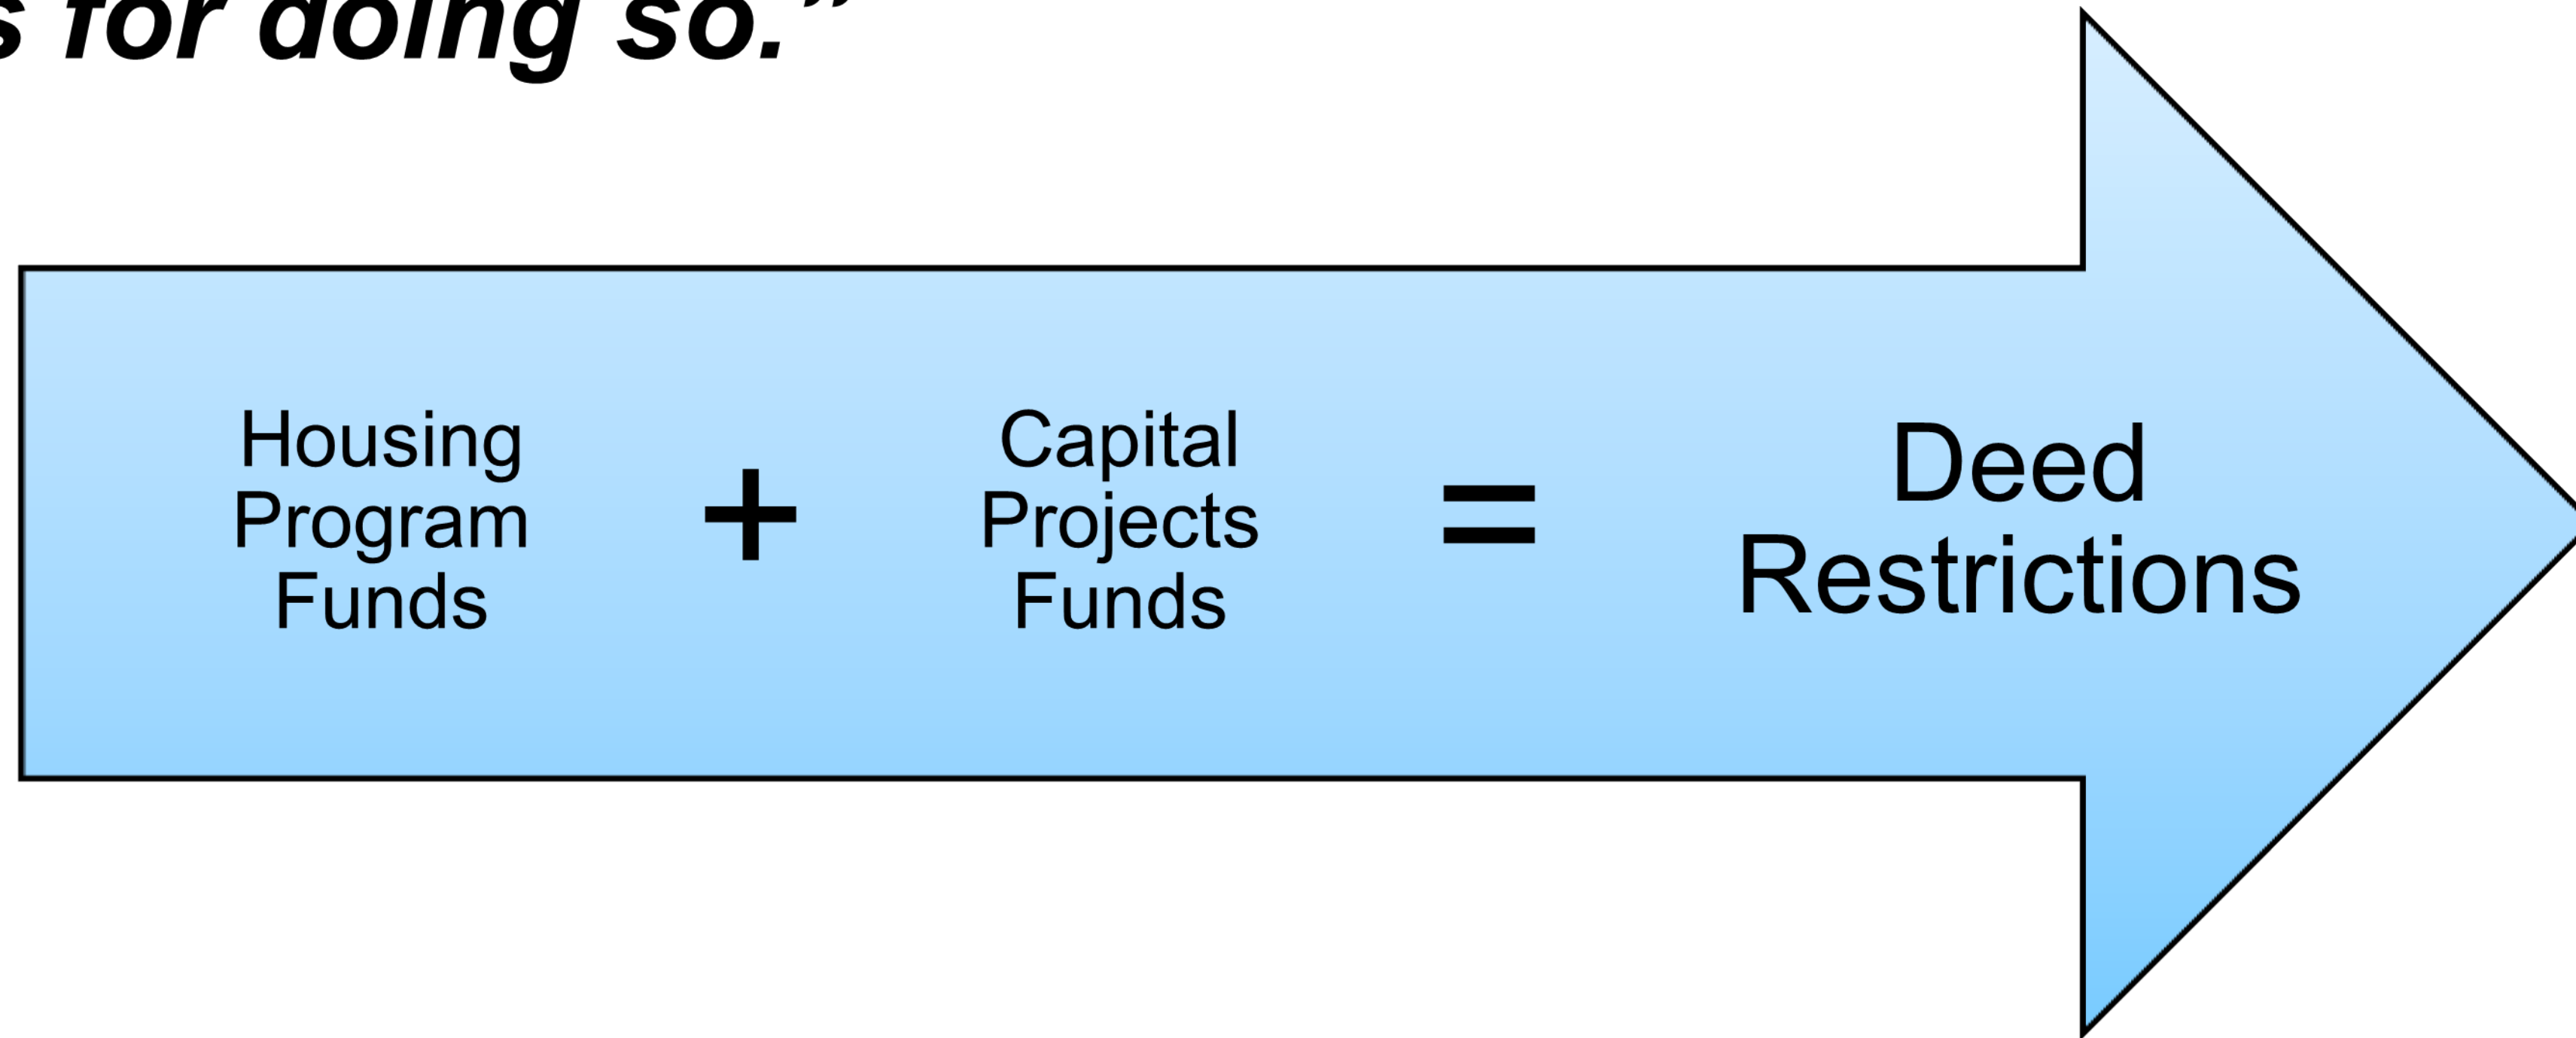 for doing so.”
Housing
Program
Funds
+
Capital
Projects
Funds
=
Deed
Restrictions